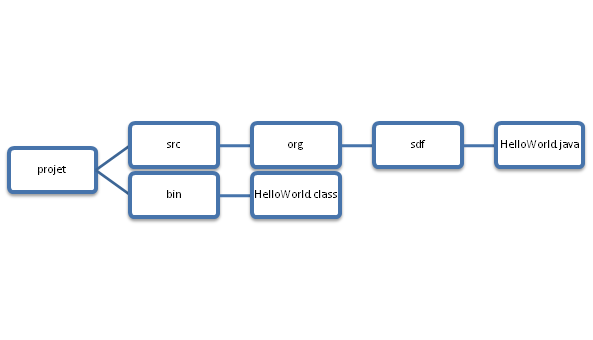 projet
src
org
sdf
HelloWorld.java
bin
HelloWorld.class